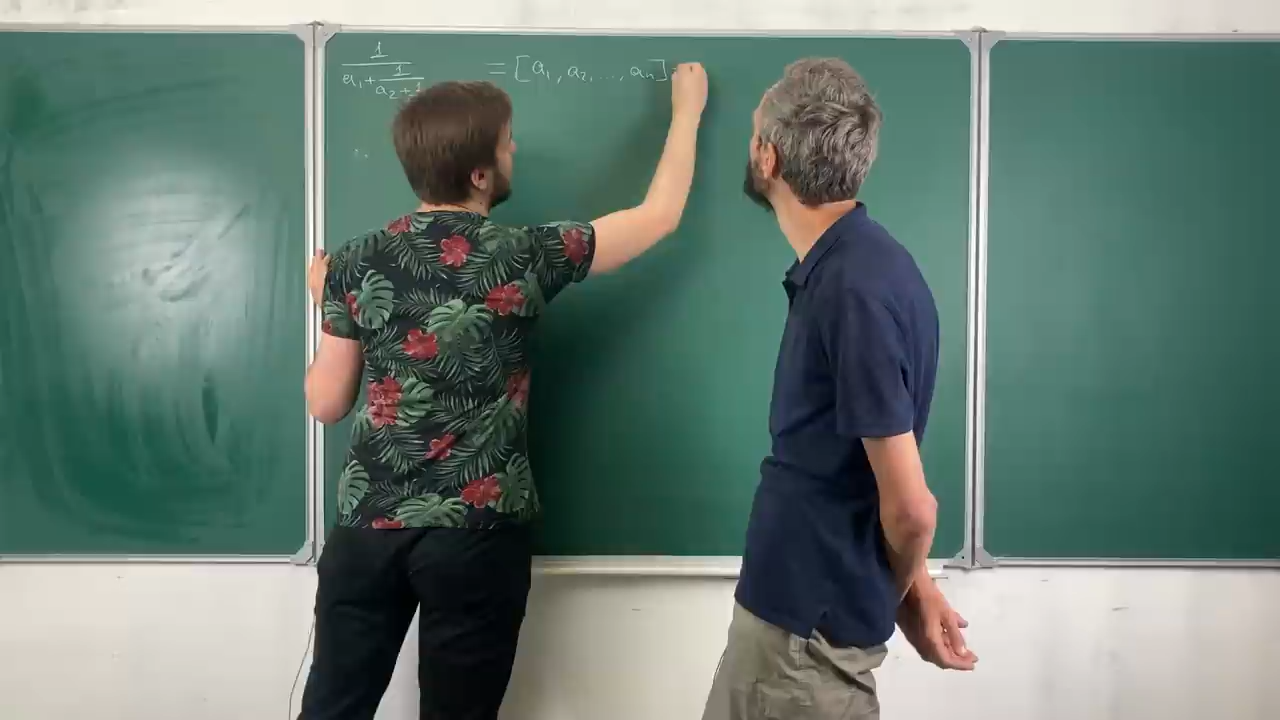 1
a₁ + 1 = [a₁, a₂, ..., aₙ]
a₂ + 1